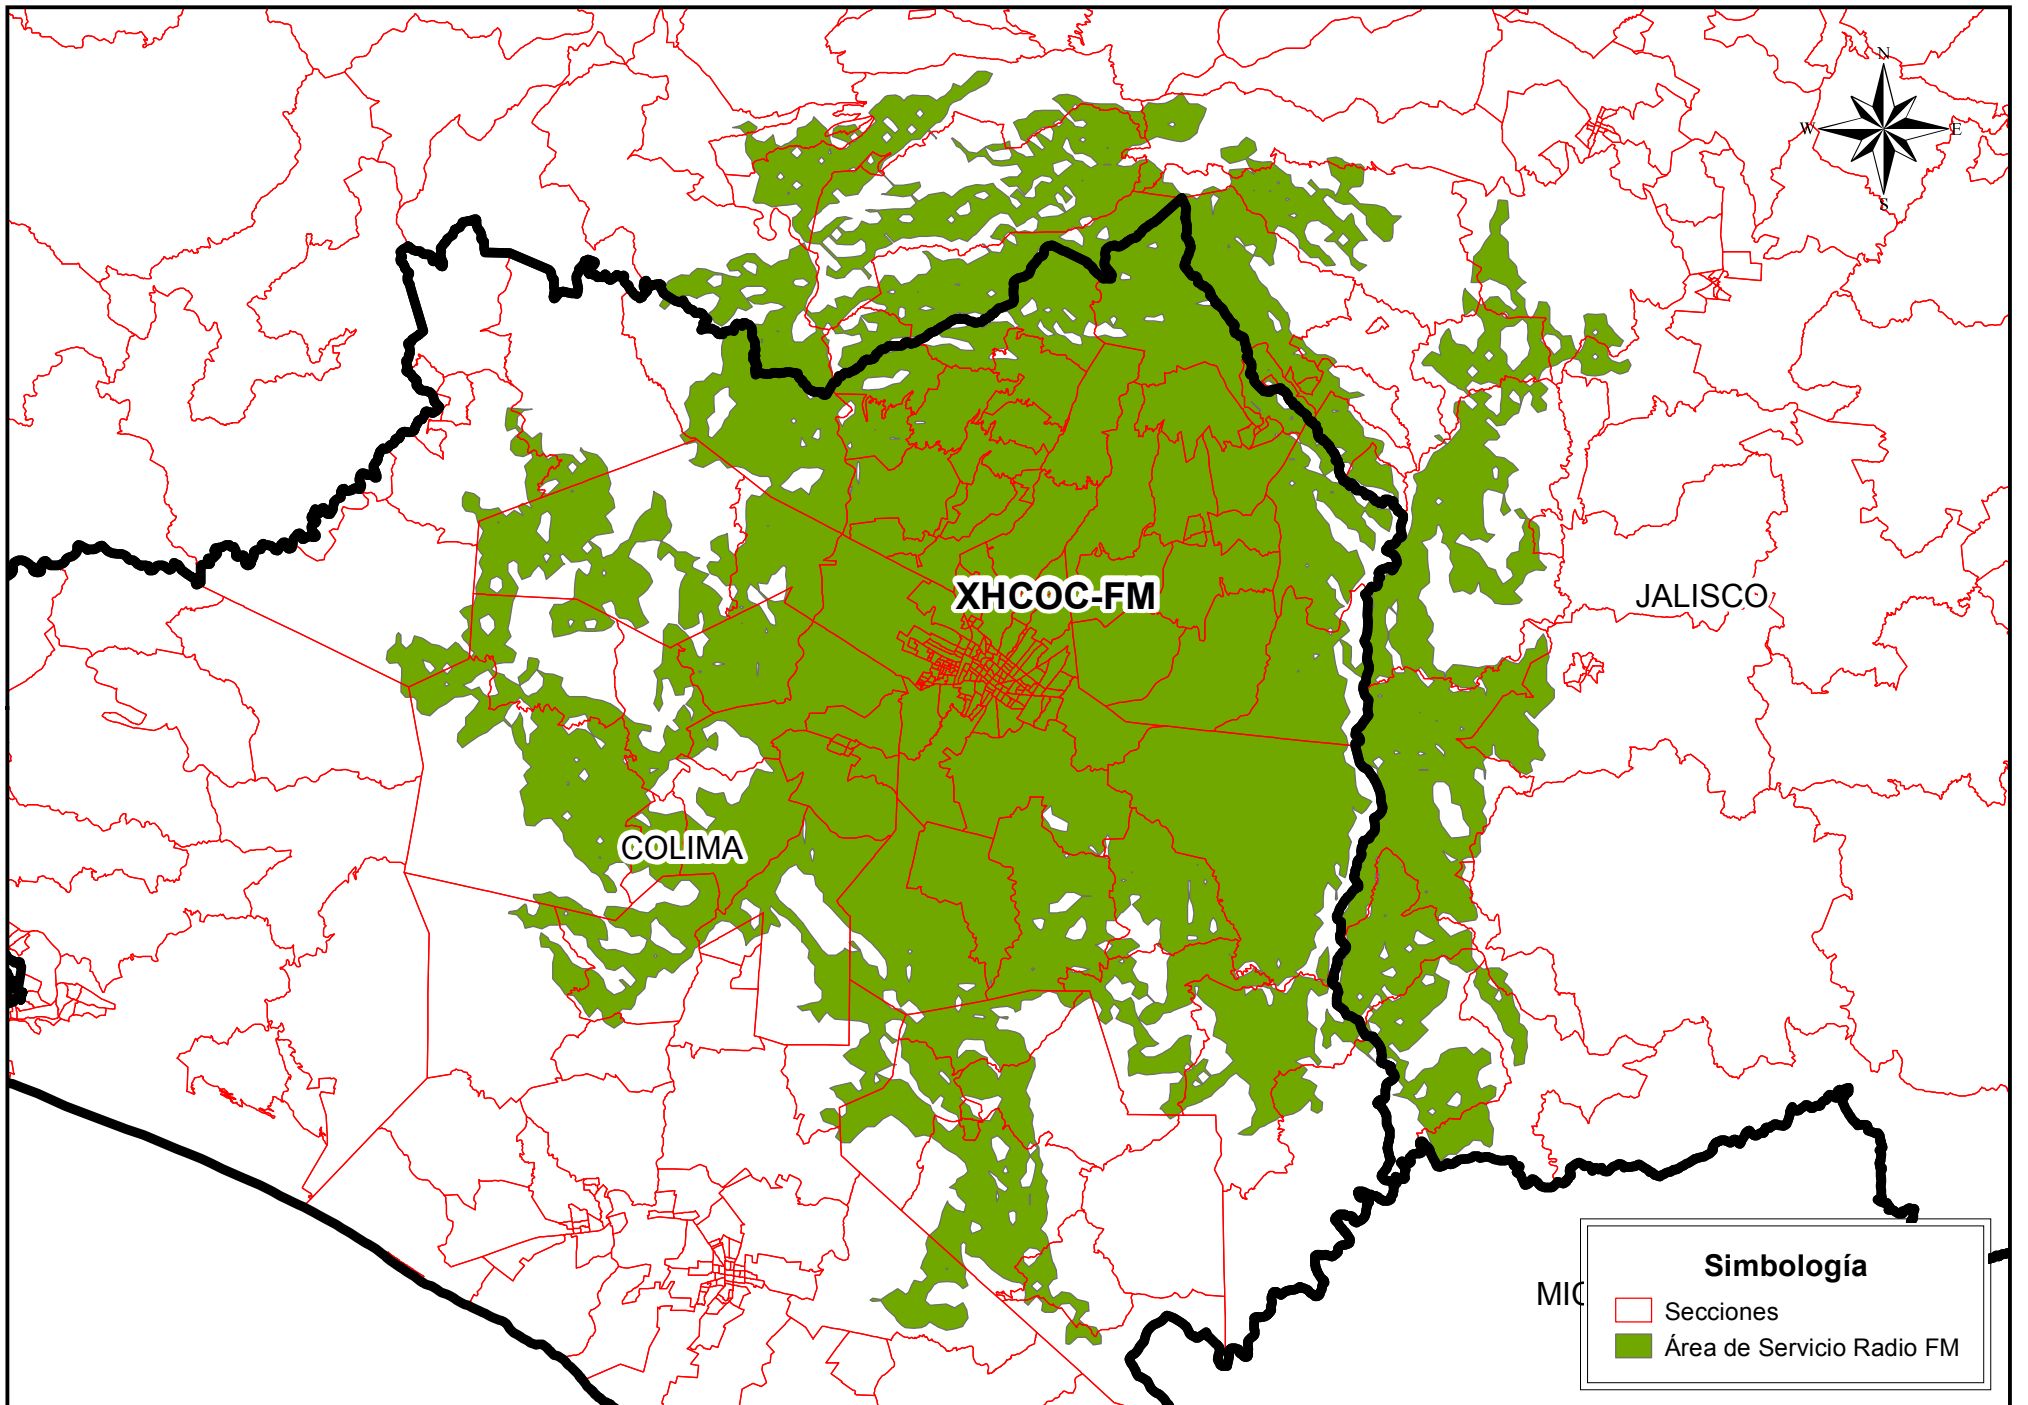 N
W
E
S
XHCOC-FM
JALISCO
COLIMA
MIC
Simbología
Secciones
Área de Servicio Radio FM